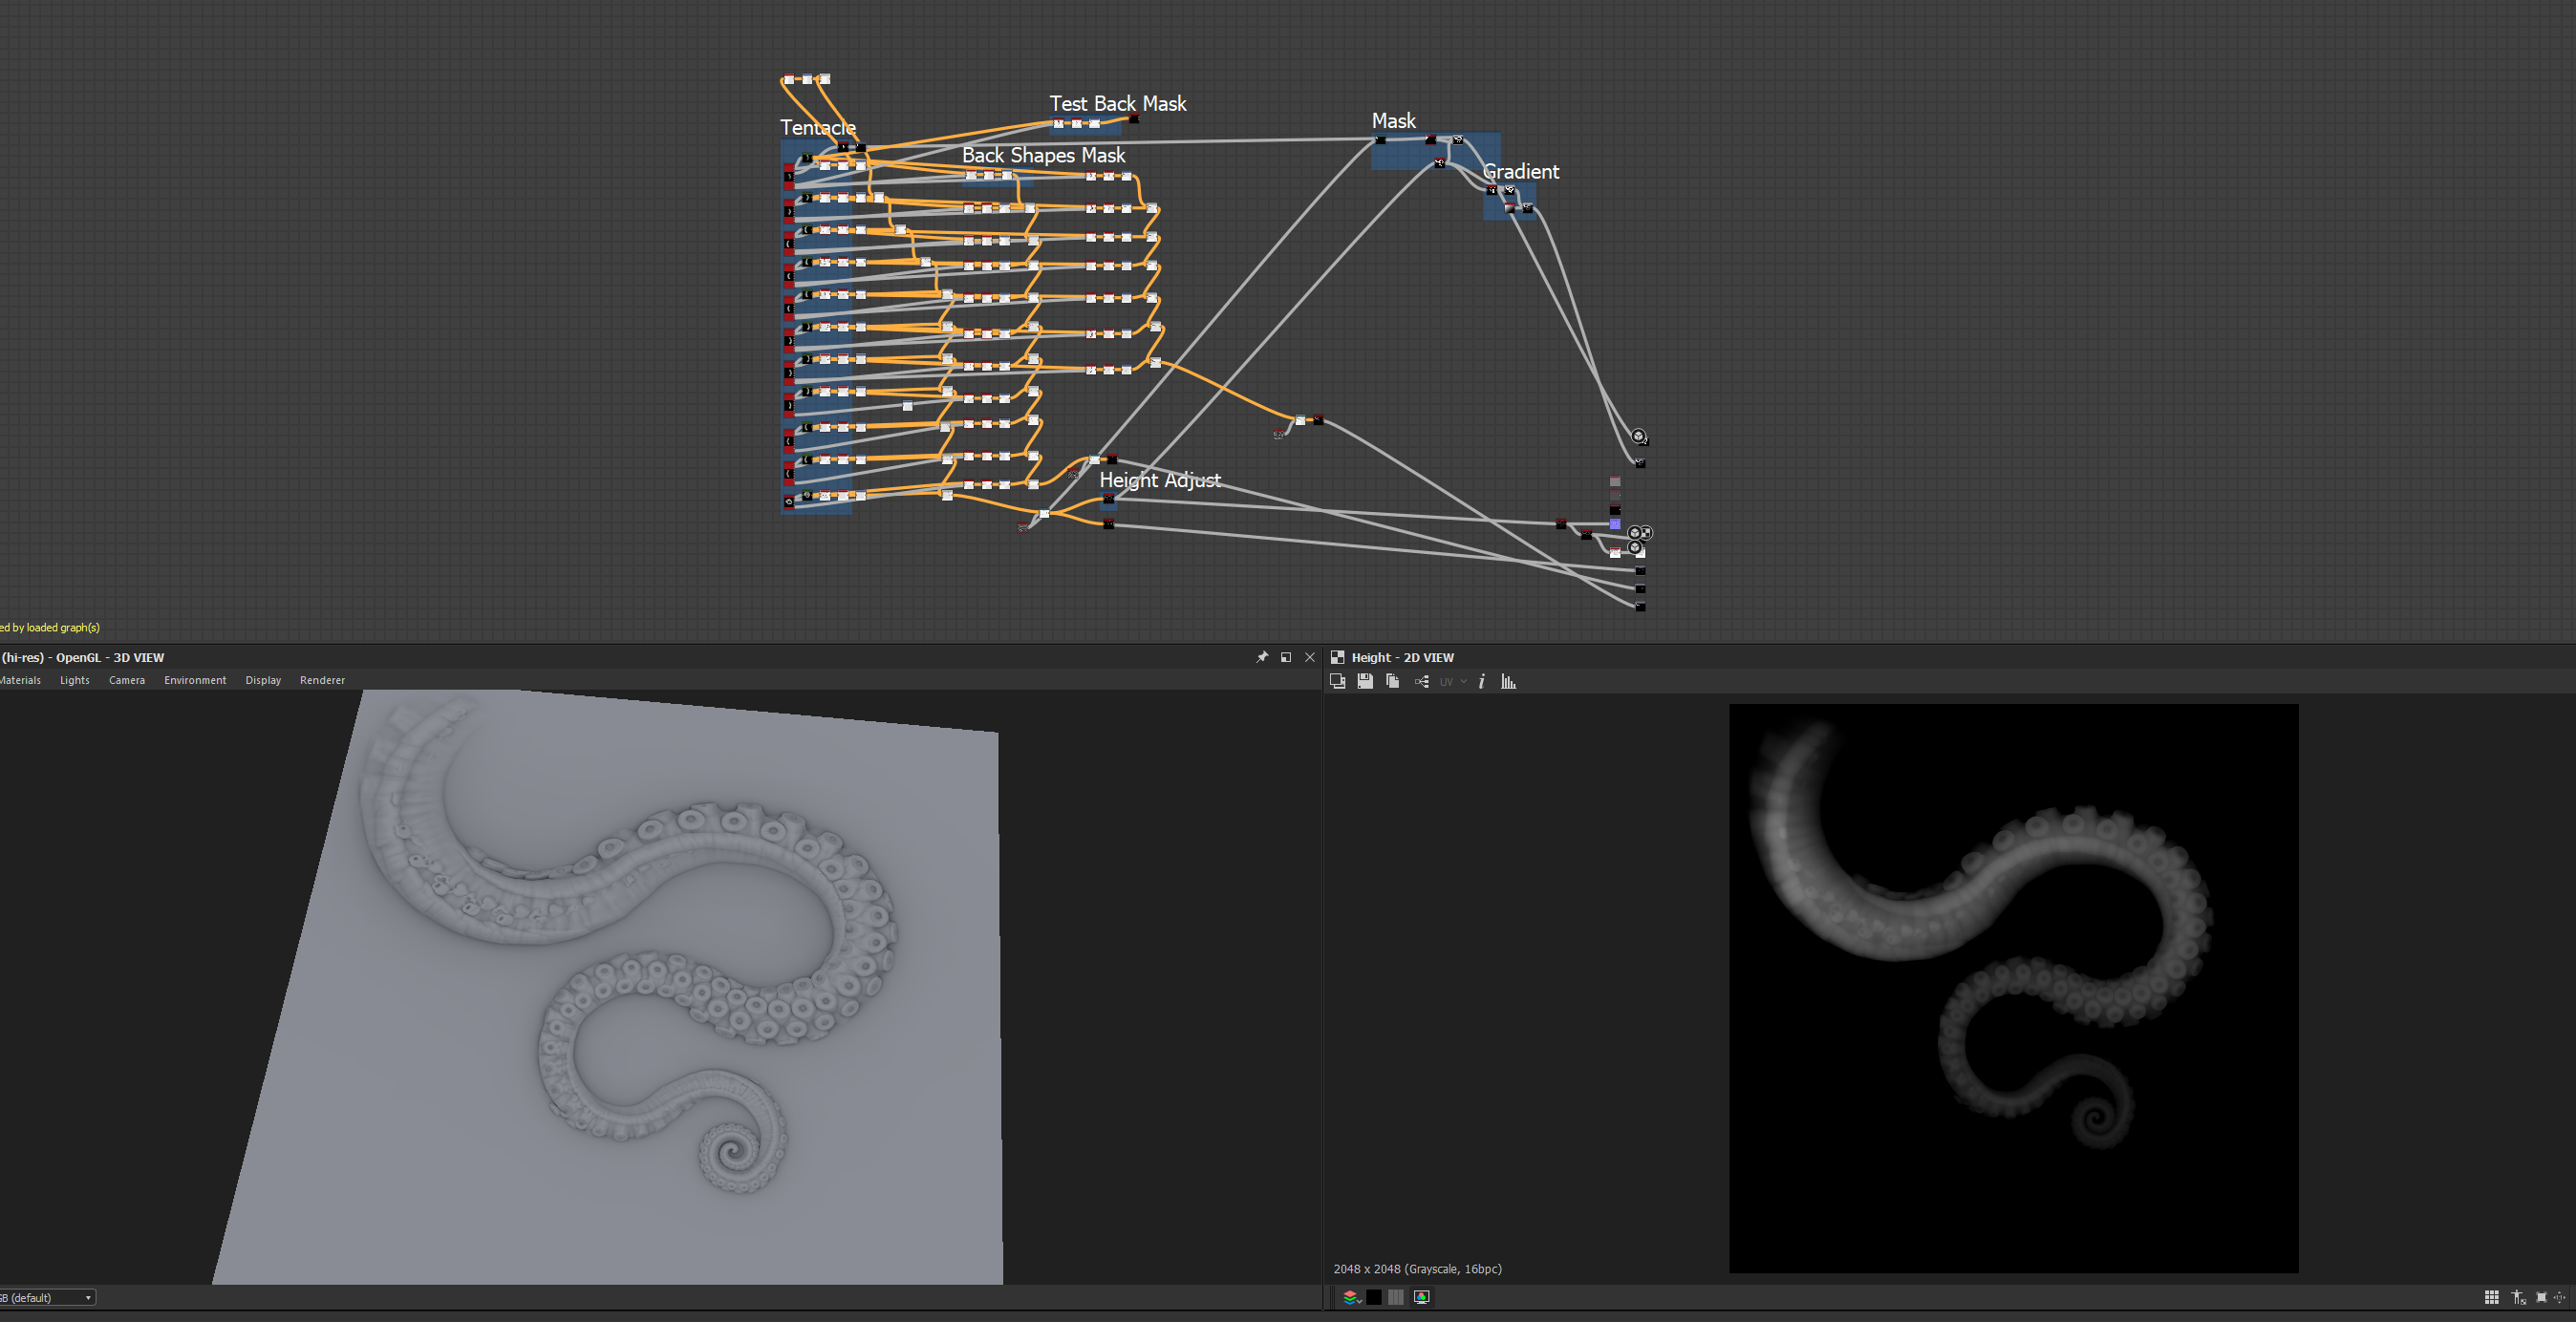 Test Back Mask
Mask
Tentacle
Back Shapes Mask
Gradient
Height Adjust
ed by loaded graph(s)
(hi-res) - OpenGL - 3D VIEW
Materials Lights Camera Environment Display Renderer
Height - 2D VIEW
UV
2048 x 2048 (Grayscale, 16bpc)
GB (default)